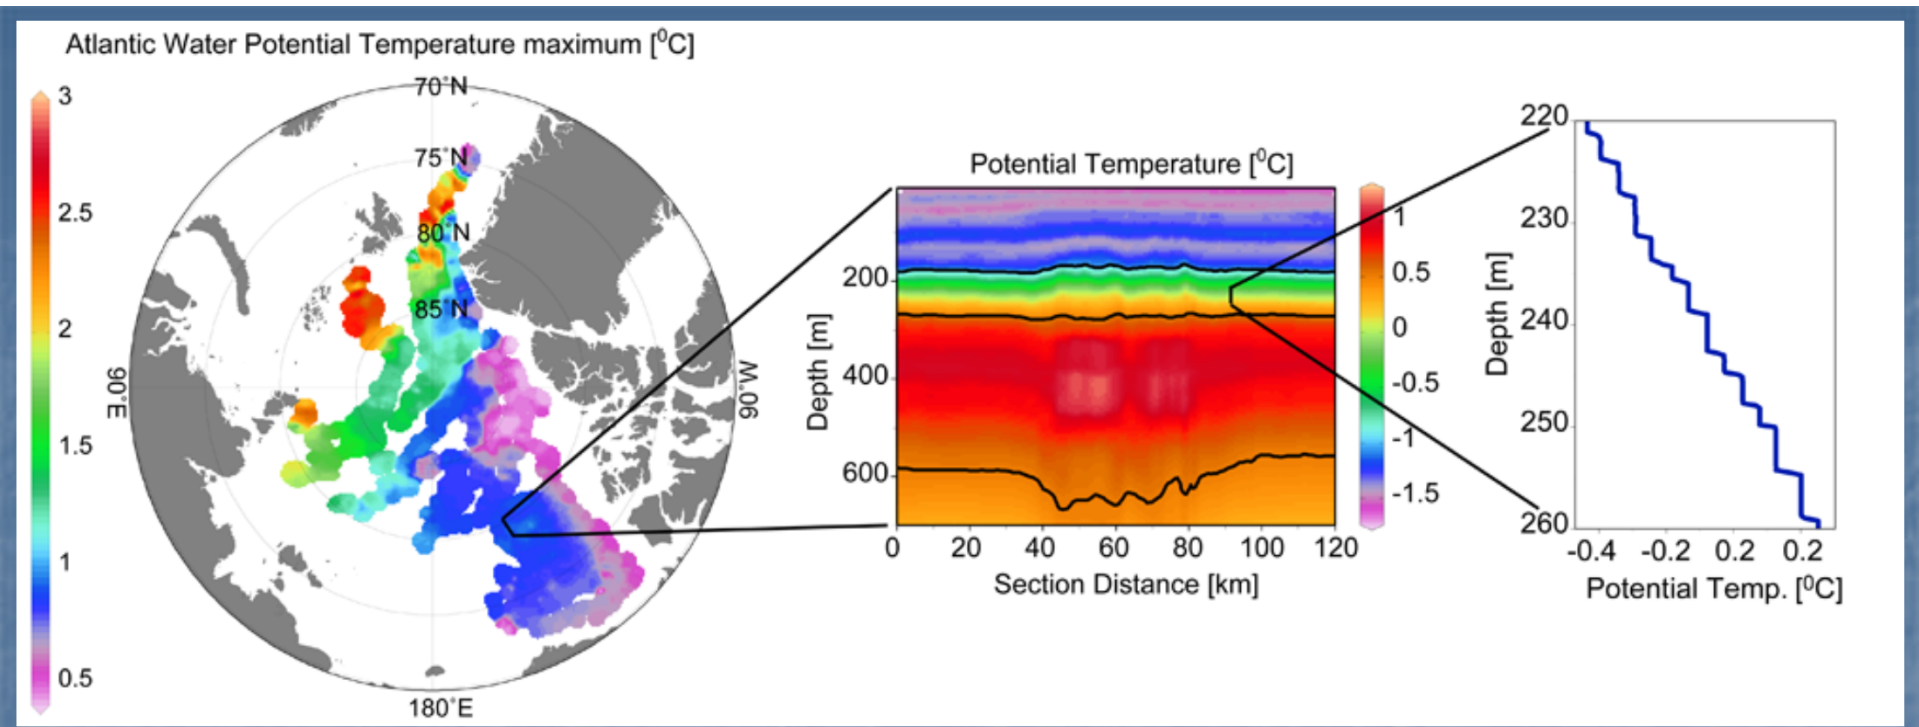 Atlantic Water Potential Temperature maximum [⁰C]
3
2.5
2
1.5
1
0.5
70˚N
75˚N
80˚N
85˚N
90˚E
90˚W
180˚E
Potential Temperature [⁰C]
Depth [m]
200
400
600
0 20 40 60 80 100 120
Section Distance [km]
1
0.5
0
-0.5
-1
-1.5
Depth [m]
220
230
240
250
260
-0.4 -0.2 0.2 0.2
Potential Temp. [⁰C]